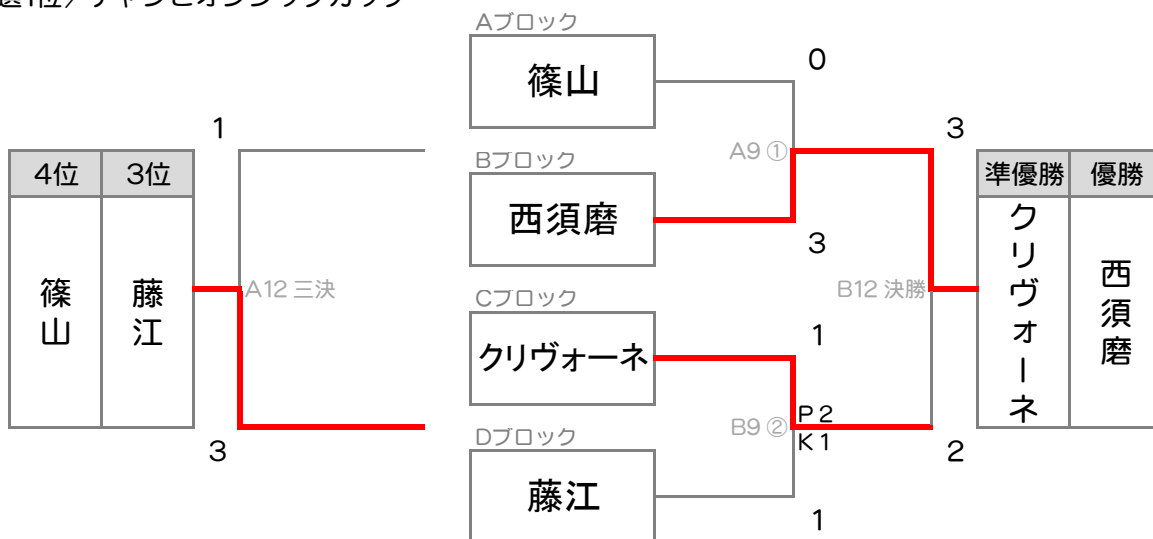 Aブロック
篠山
0
Bブロック
西須磨
3
A9 ①
Cブロック
クリヴォーネ
1
Dブロック
藤江
1
B9 ②
P 2
K 1
3
2
B12 決勝
準優勝 優勝
クリヴォーネ
西須磨
1
3
A12 三決
4位 3位
篠山
藤江